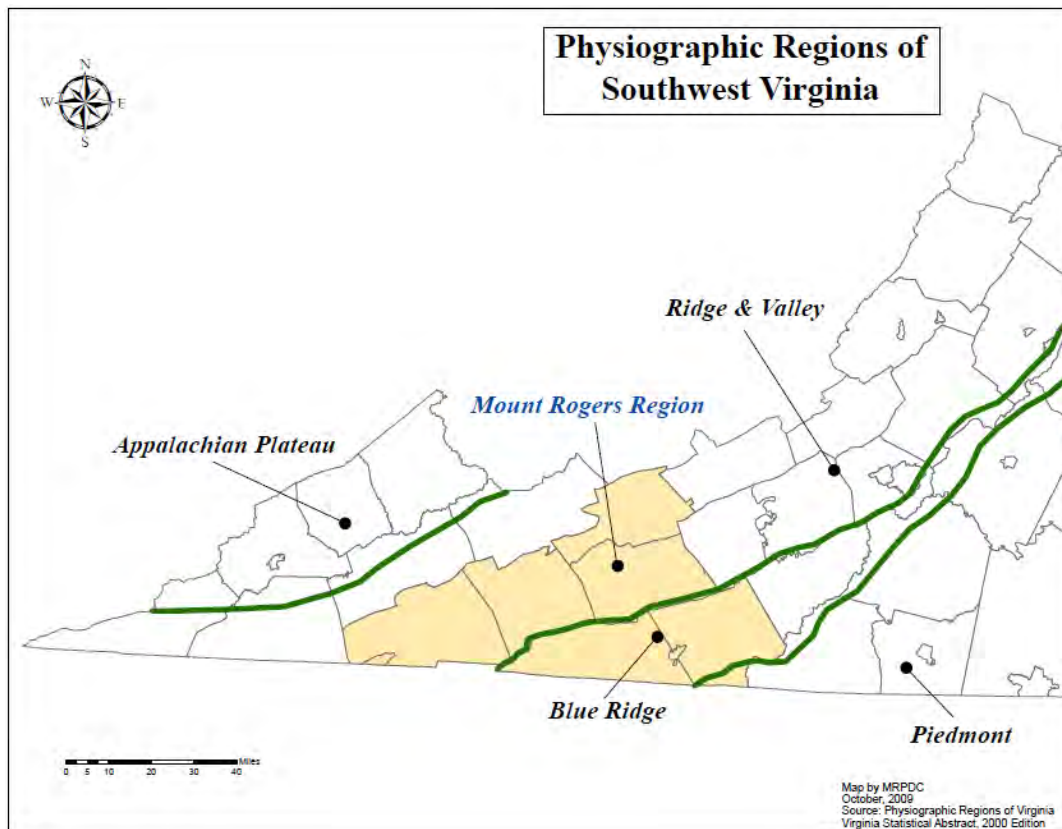 Physiographic Regions of
Southwest Virginia
N
W E
S
Ridge & Valley
Mount Rogers Region
Appalachian Plateau
Blue Ridge
Piedmont
Miles
0 5 10 20 30 40
Map by MRPDC
October, 2009
Source: Physiographic Regions of Virginia
Virginia Statistical Abstract, 2000 Edition